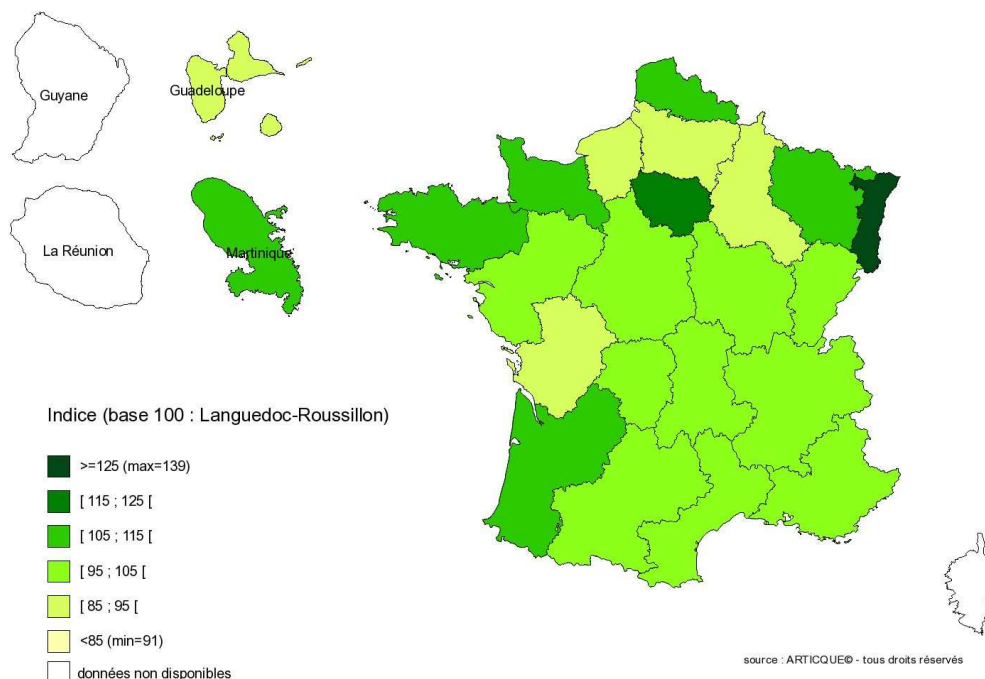 Guyane
Guadeloupe
La Réunion
Martinique
Indice (base 100 : Languedoc-Roussillon)
>=125 (max=139)
[ 115 ; 125 [
[ 105 ; 115 [
[ 95 ; 105 [
[ 85 ; 95 [
<85 (min=91)
données non disponibles
source : ARTICQUE© - tous droits réservés